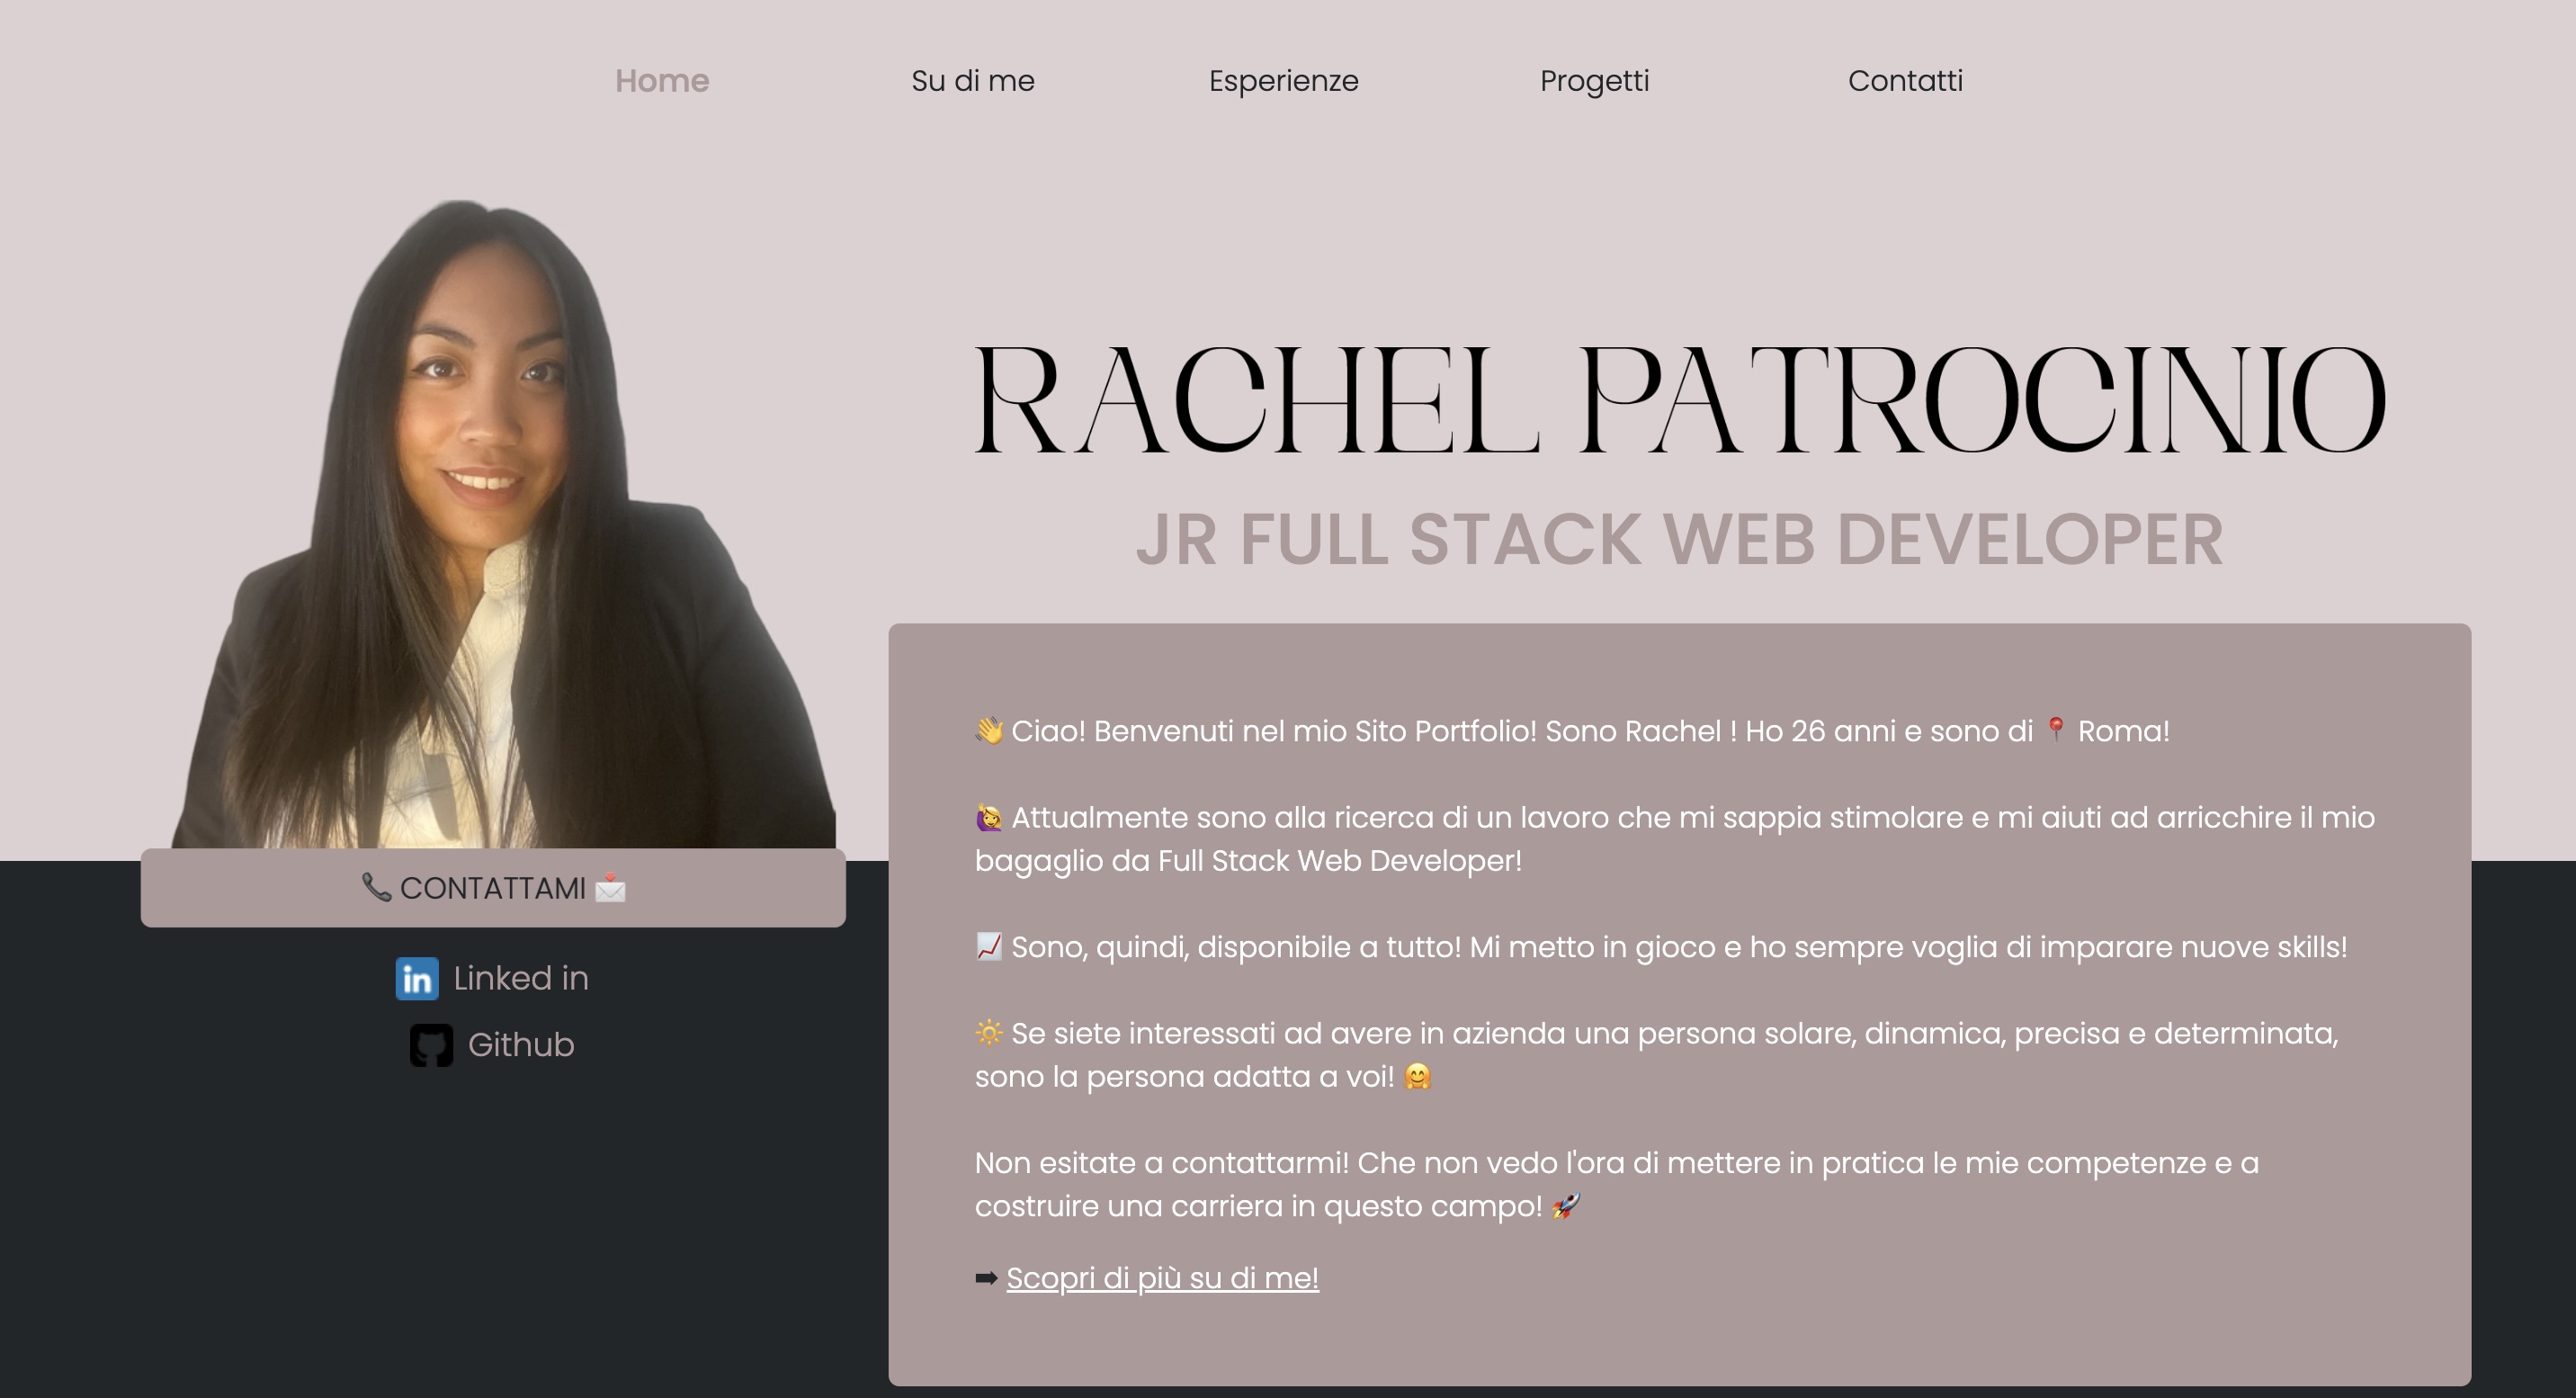 Home Su di me Esperienze Progetti Contatti
RACHEL PATROCINIO
JR FULL STACK WEB DEVELOPER
👋 Ciao! Benvenuti nel mio Sito Portfolio! Sono Rachel ! Ho 26 anni e sono di 📍 Roma!
🙋‍♀️ Attualmente sono alla ricerca di un lavoro che mi sappia stimolare e mi aiuti ad arricchire il mio
bagaglio da Full Stack Web Developer!
📈 Sono, quindi, disponibile a tutto! Mi metto in gioco e ho sempre voglia di imparare nuove skills!
🔆 Se siete interessati ad avere in azienda una persona solare, dinamica, precisa e determinata,
sono la persona adatta a voi! 🤗
Non esitate a contattarmi! Che non vedo l'ora di mettere in pratica le mie competenze e a
costruire una carriera in questo campo! 🚀
➡ Scopri di più su di me!
📞 CONTATTAMI 📩
in Linked in
Github